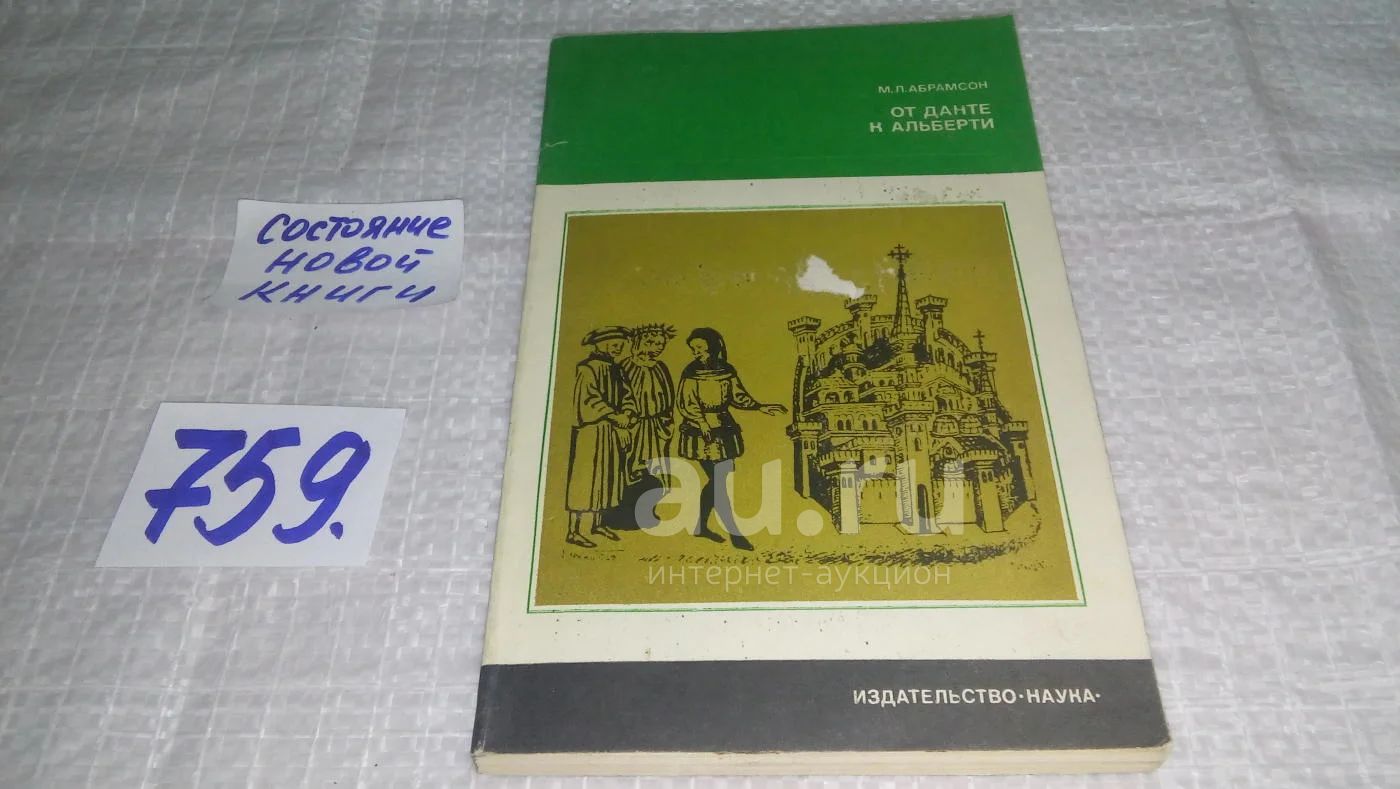 М.Л.АБРАМСОН
ОТ ДАНТЕ
К АЛЬБЕРТИ
СОСТОЯНИЕ
НОВОЙ
КНИГИ
759.
au.ru
интернет-аукцион
ИЗДАТЕЛЬСТВО·НАУКА·